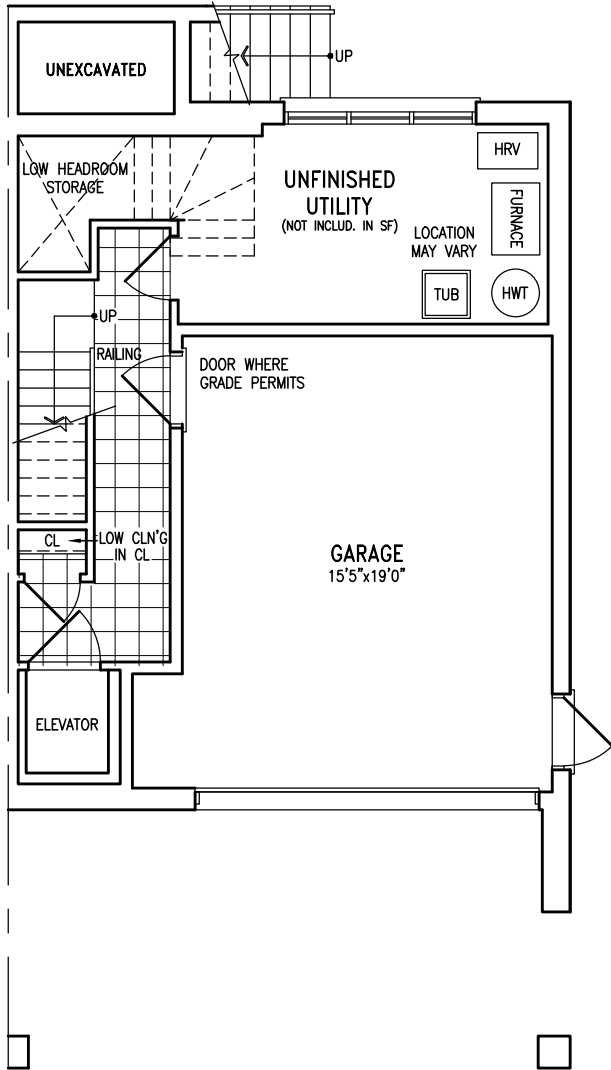 UP
UNEXCAVATED
LOW HEADROOM
STORAGE
HRV
UNFINISHED
UTILITY
(NOT INCLUD. IN SF)
FURNACE
LOCATION
MAY VARY
TUB
HWT
UP
RAILING
DOOR WHERE
GRADE PERMITS
CL
LOW CLN'G
IN CL
GARAGE
15'5"x19'0"
ELEVATOR